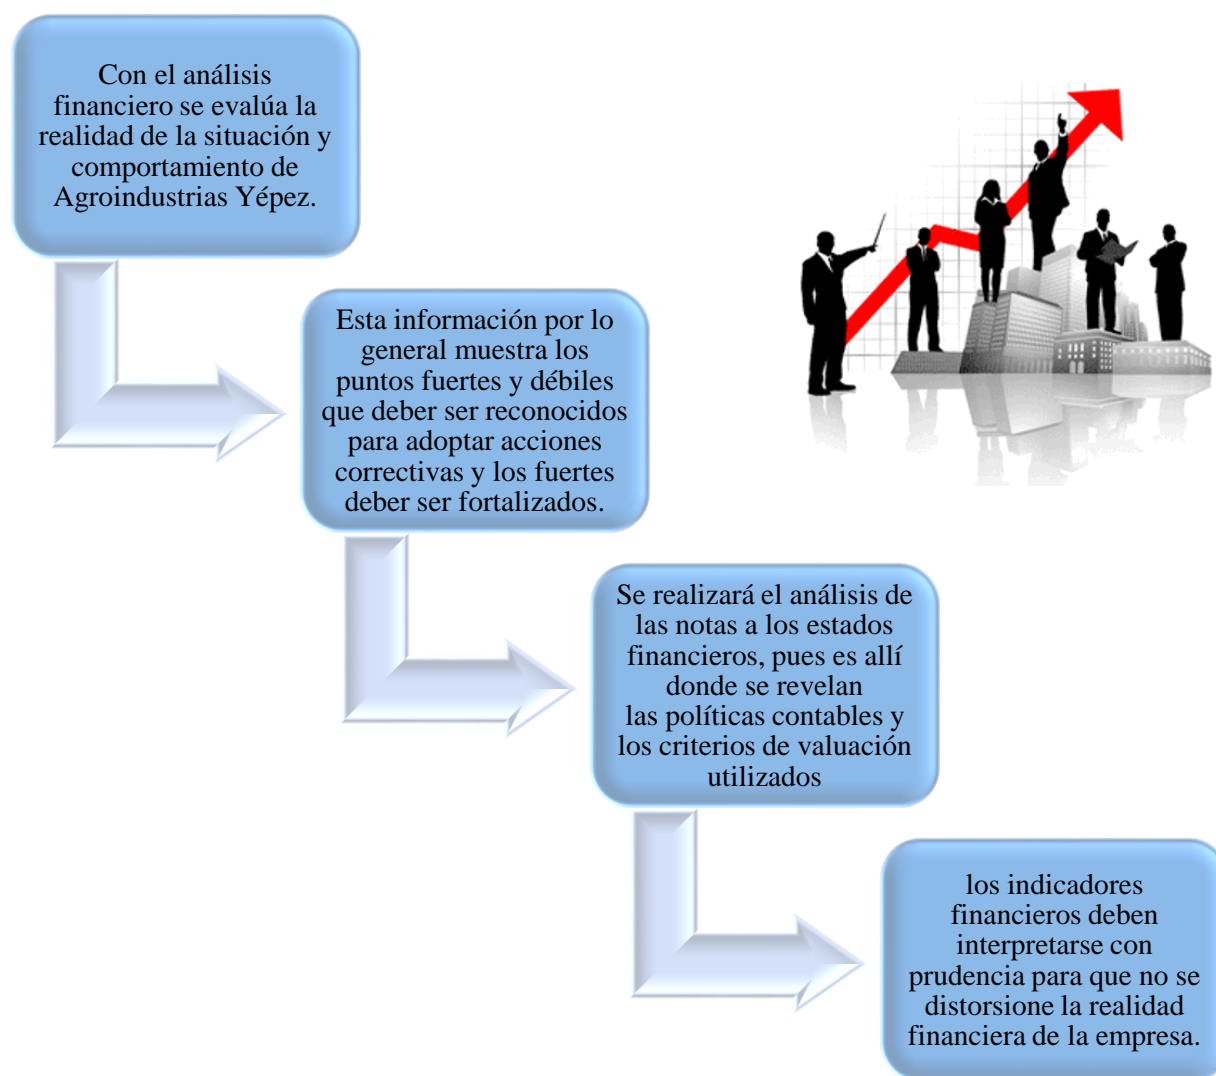 Con el análisis
financiero se evalúa la
realidad de la situación y
comportamiento de
Agroindustrias Yépez.
Esta información por lo
general muestra los
puntos fuertes y débiles
que deber ser reconocidos
para adoptar acciones
correctivas y los fuertes
deber ser fortalizados.
Se realizará el análisis de
las notas a los estados
financieros, pues es allí
donde se revelan
las políticas contables y
los criterios de valuación
utilizados
los indicadores
financieros deben
interpretarse con
prudencia para que no se
distorsione la realidad
financiera de la empresa.